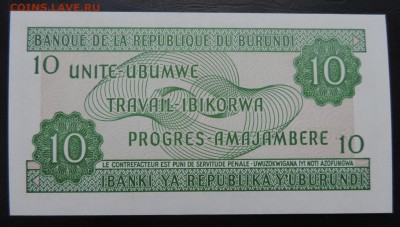 COINS.LAVE.RU
BANQUE DE LA REPUBLIQUE DU BURUNDI
10 UNITE-UBUMWE 10
TRAVAIL-IBIKORWA
PROGRES-AMAJAMBERE 10
10
LE CONTREFACTEUR EST PUNI DE SERVITUDE PENALE - UWUZOKWIGANA IYI NOTI AZOFUNGWA
IBANKI YA REPUBLIKA Y'UBURUNDI